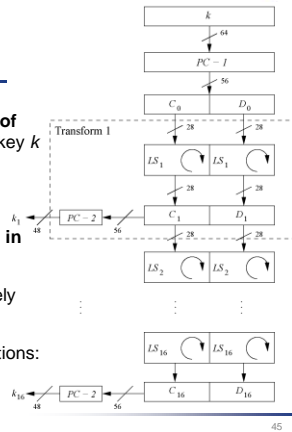 k
64
PC − 1
56
C0 D0
28 28
of
key k
Transform 1
LS1 LS1
28 28
k1 PC − 2 C1 D1
48 56
28 28
in
LS2 LS2
ely
⋮ ⋮ ⋮
tions:
LS16 LS16
k16 PC − 2 C16 D16
48 56
45